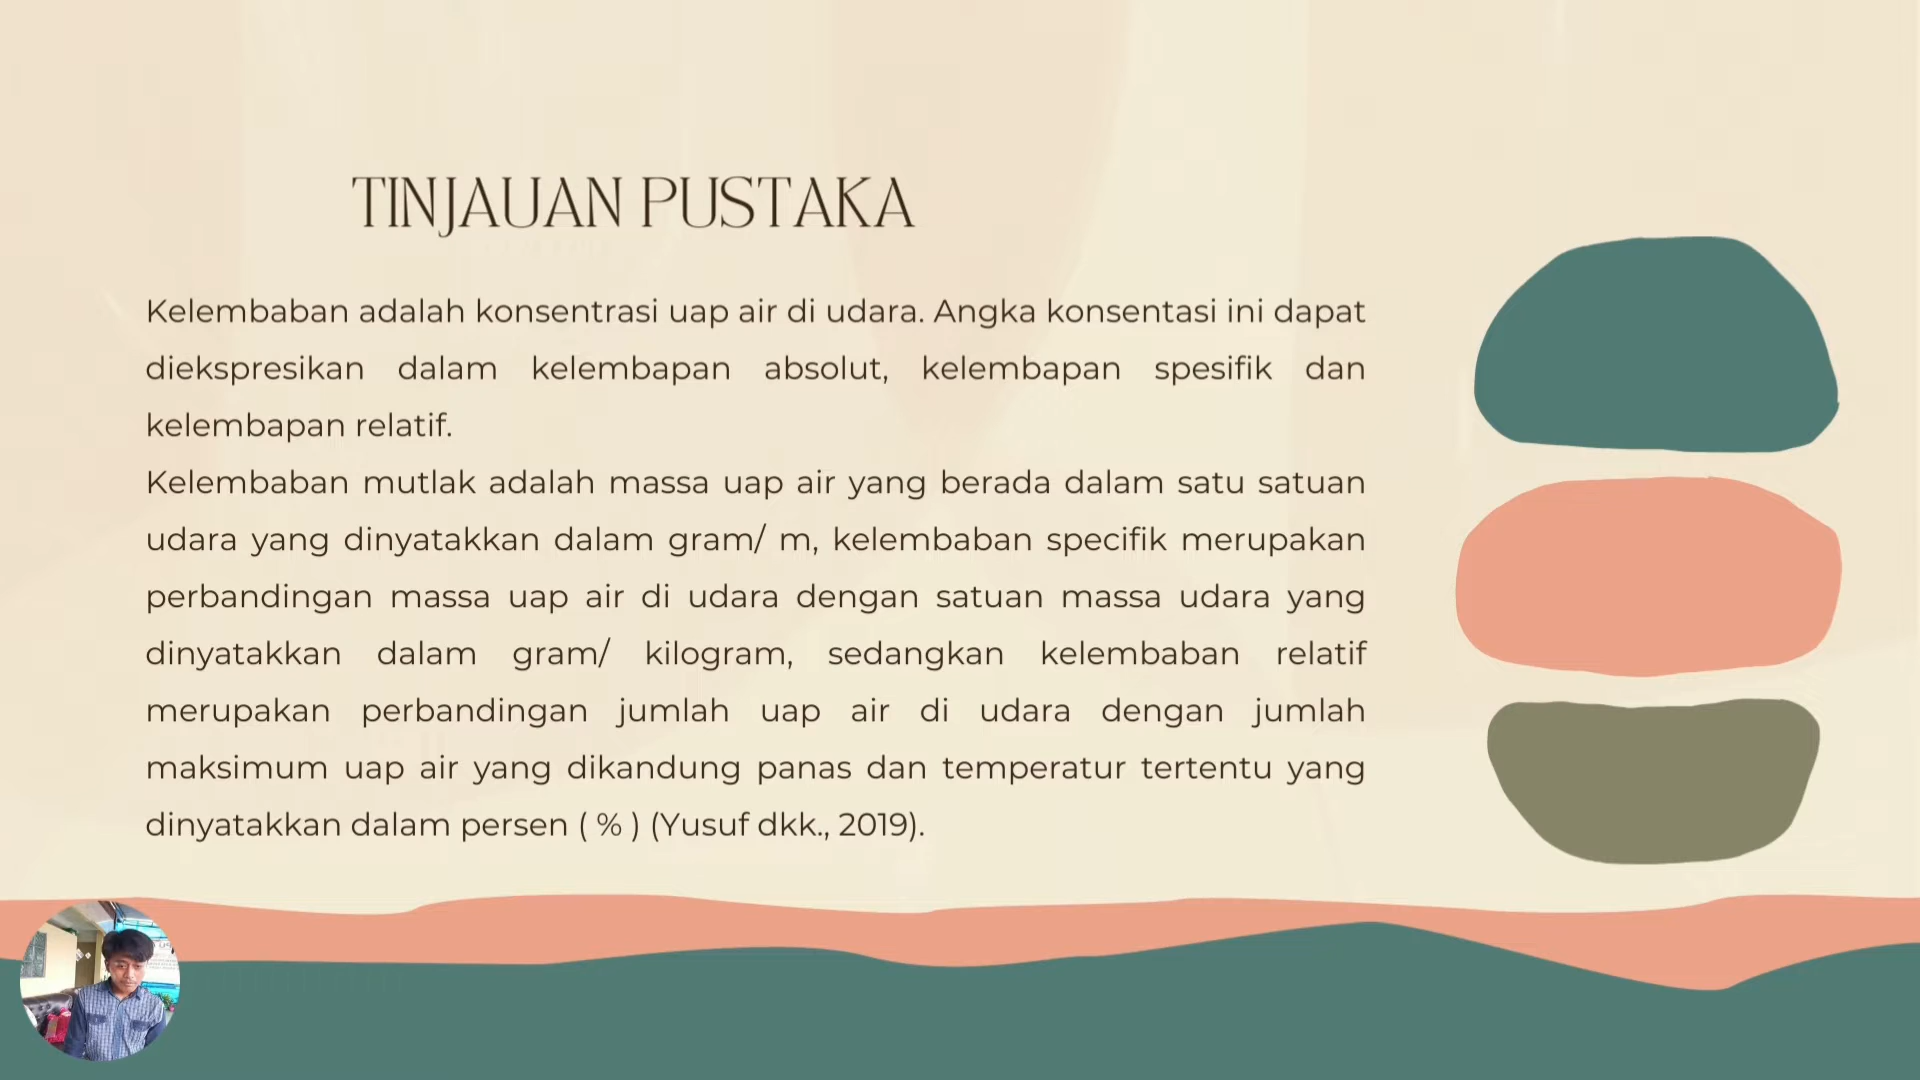 TINJAUAN PUSTAKA
Kelembaban adalah konsentrasi uap air di udara. Angka konsentasi ini dapat
diekspresikan dalam kelembapan absolut, kelembapan spesifik dan
kelembapan relatif.
Kelembaban mutlak adalah massa uap air yang berada dalam satu satuan
udara yang dinyatakkan dalam gram/ m, kelembaban specifik merupakan
perbandingan massa uap air di udara dengan satuan massa udara yang
dinyatakkan dalam gram/ kilogram, sedangkan kelembaban relatif
merupakan perbandingan jumlah uap air di udara dengan jumlah
maksimum uap air yang dikandung panas dan temperatur tertentu yang
dinyatakkan dalam persen ( % ) (Yusuf dkk., 2019).